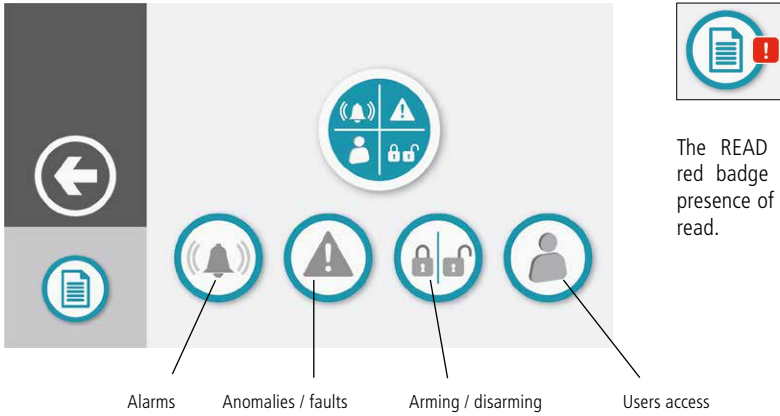 !
The READ
red badge
presence of
read.
Alarms
Anomalies / faults
Arming / disarming
Users access